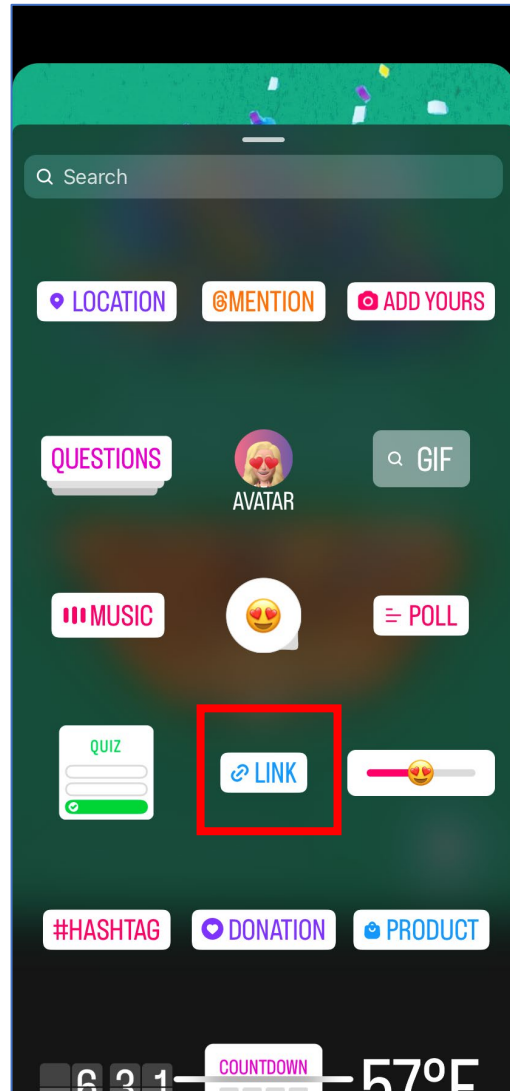 Search
LOCATION @MENTION ADD YOURS
QUESTIONS GIF
AVATAR
MUSIC POLL
QUIZ
LINK
#HASHTAG DONATION PRODUCT
COUNTDOWN
6 3 1 57°F